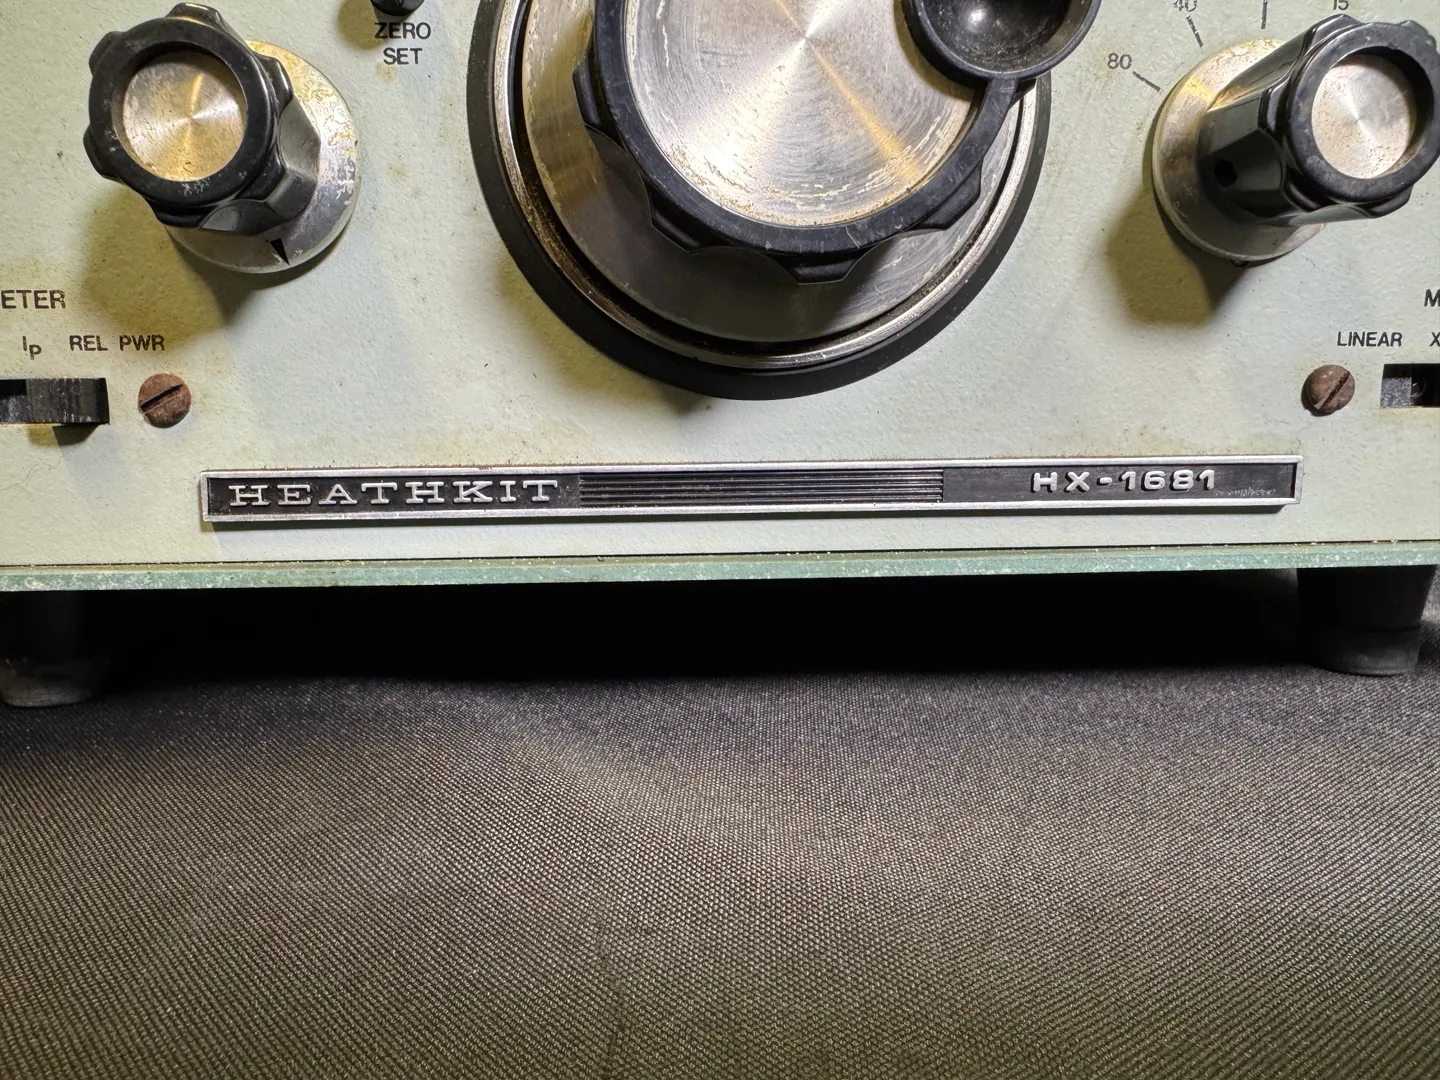 ZERO
SET
40
15
80
ETER
Ip REL PWR
M
LINEAR X
HEATHKIT HX-1681